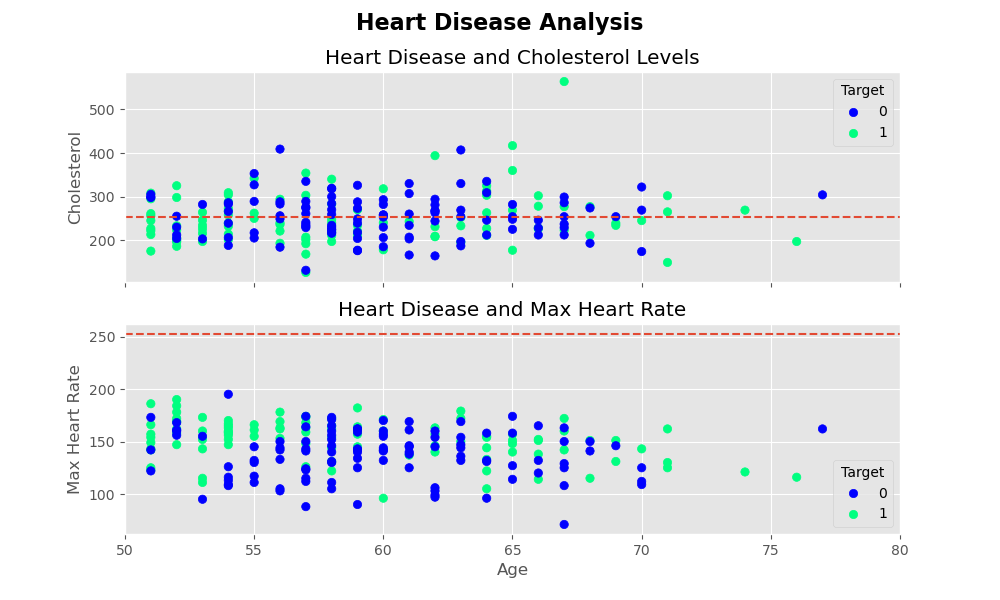 Heart Disease Analysis
Heart Disease and Cholesterol Levels
Cholesterol
500
400
300
200
Target
0
1
Heart Disease and Max Heart Rate
Max Heart Rate
250
200
150
100
Target
0
1
50 55 60 65 70 75 80
Age